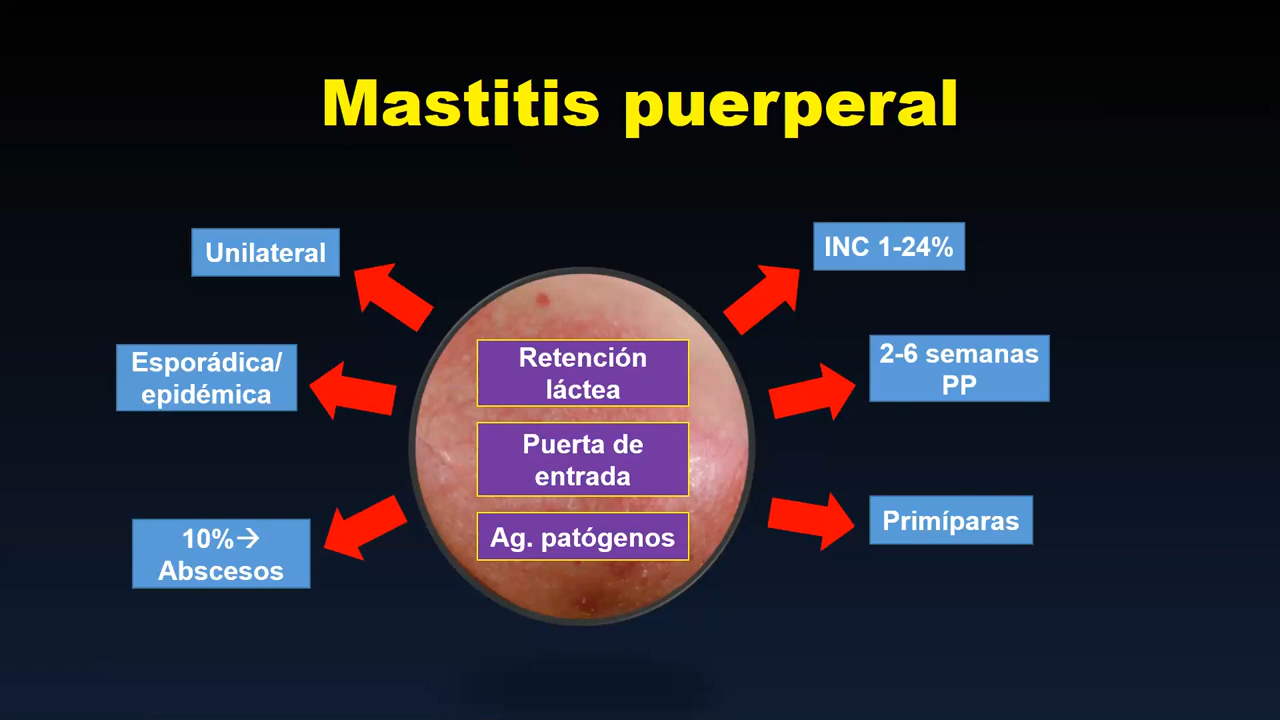 Mastitis puerperal
Unilateral
Esporádica/
epidémica
10%→
Abscesos
Retención
láctea
Puerta de
entrada
Ag. patógenos
INC 1-24%
2-6 semanas
PP
Primíparas